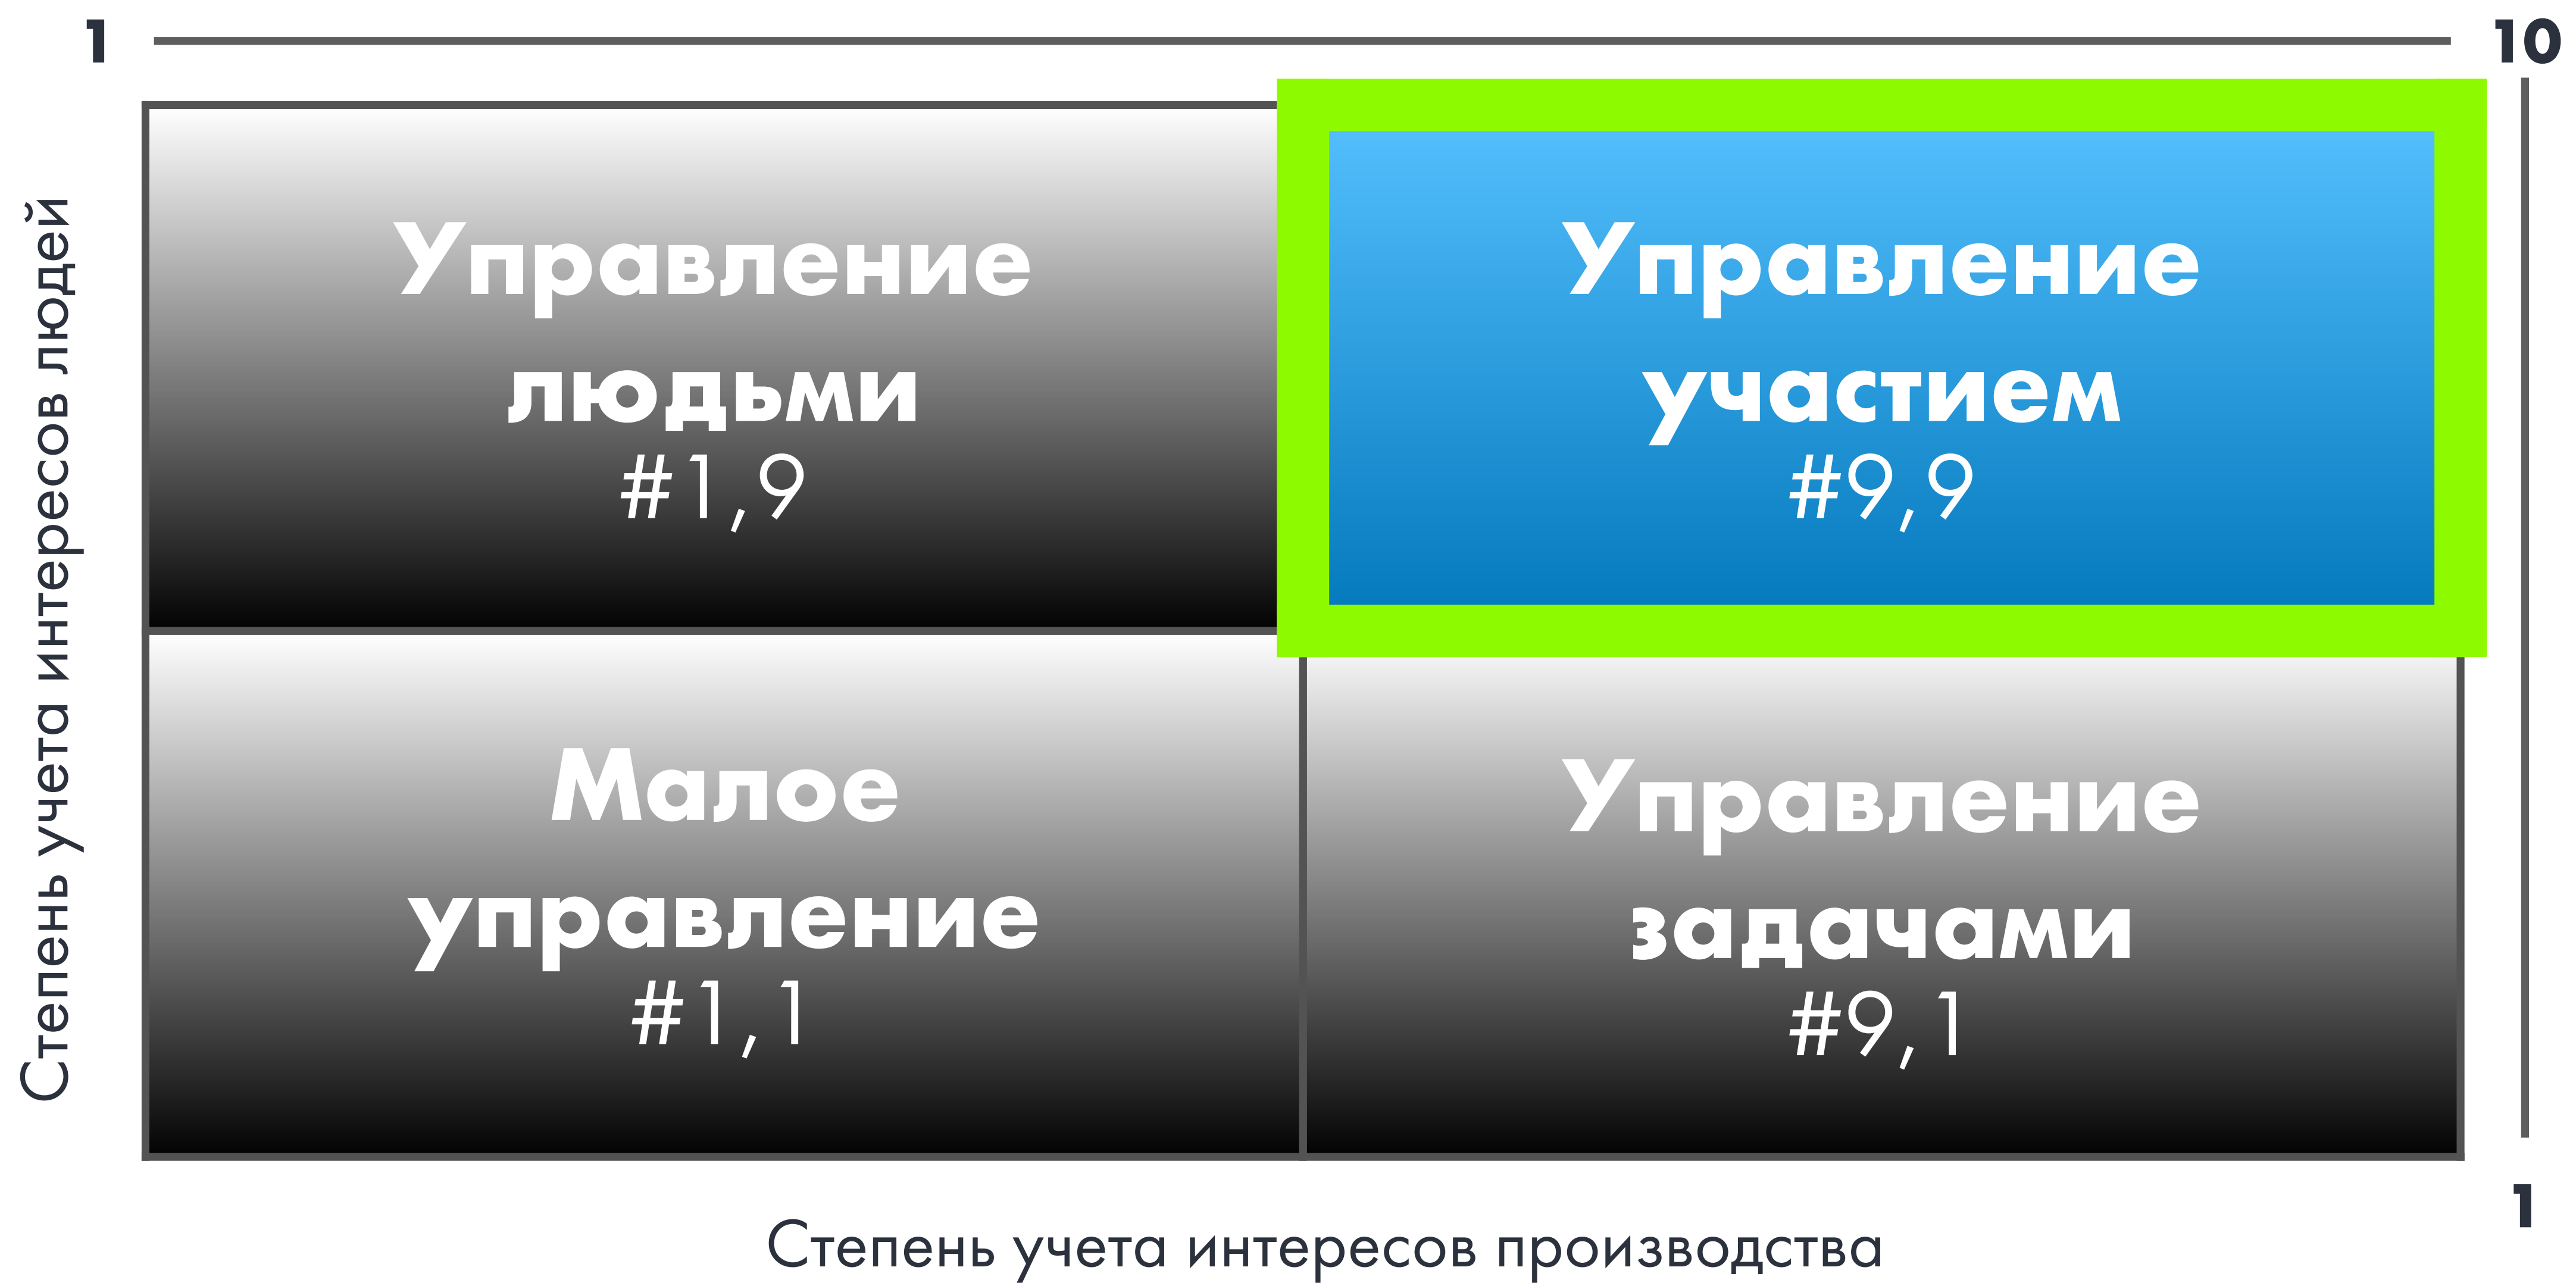 1
10
Степень учета интересов людей
Управление
людьми
#1,9
Управление
участием
#9,9
Малое
управление
#1,1
Управление
задачами
#9,1
1
Степень учета интересов производства